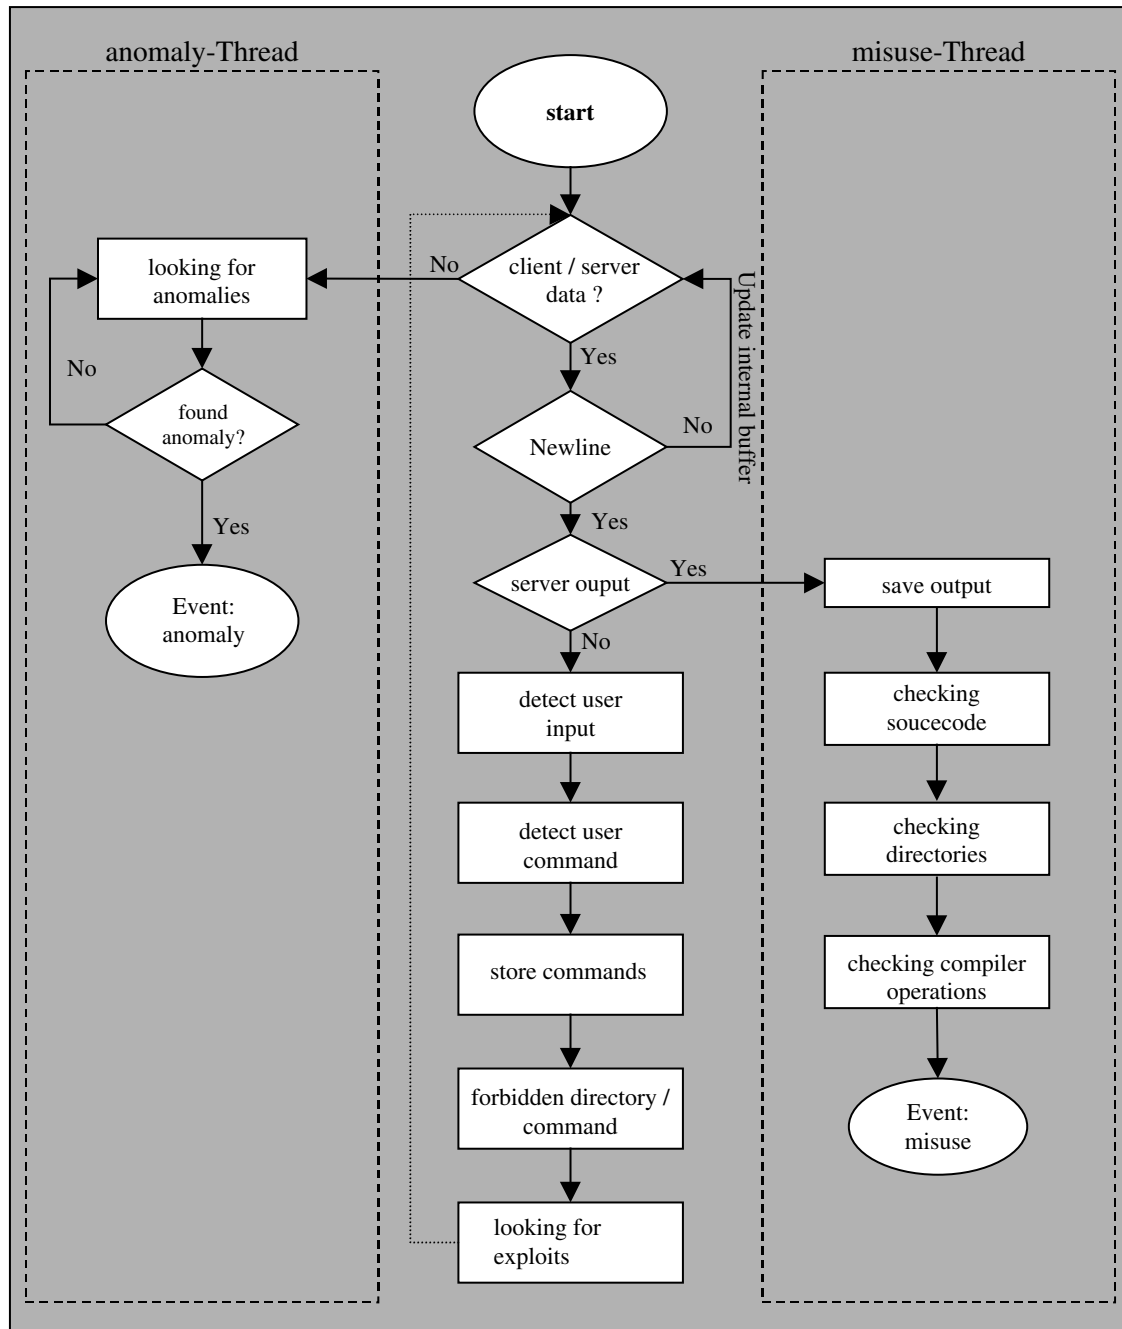 anomaly-Thread
misuse-Thread
start
client / server
data ?
No
Yes
Update internal buffer
looking for
anomalies
No
found
anomaly?
Yes
Event:
anomaly
Newline
No
Yes
server ouput
Yes
No
save output
detect user
input
checking
soucecode
detect user
command
checking
directories
store commands
checking compiler
operations
forbidden directory /
command
Event:
misuse
looking for
exploits